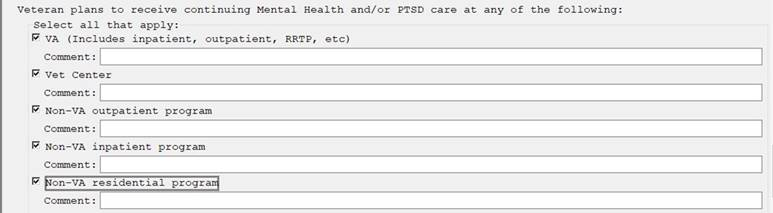 Veteran plans to receive continuing Mental Health and/or PTSD care at any of the following:
Select all that apply:
VA (Includes inpatient, outpatient, RRTP, etc)
Comment:
Vet Center
Comment:
Non-VA outpatient program
Comment:
Non-VA inpatient program
Comment:
Non-VA residential program
Comment: